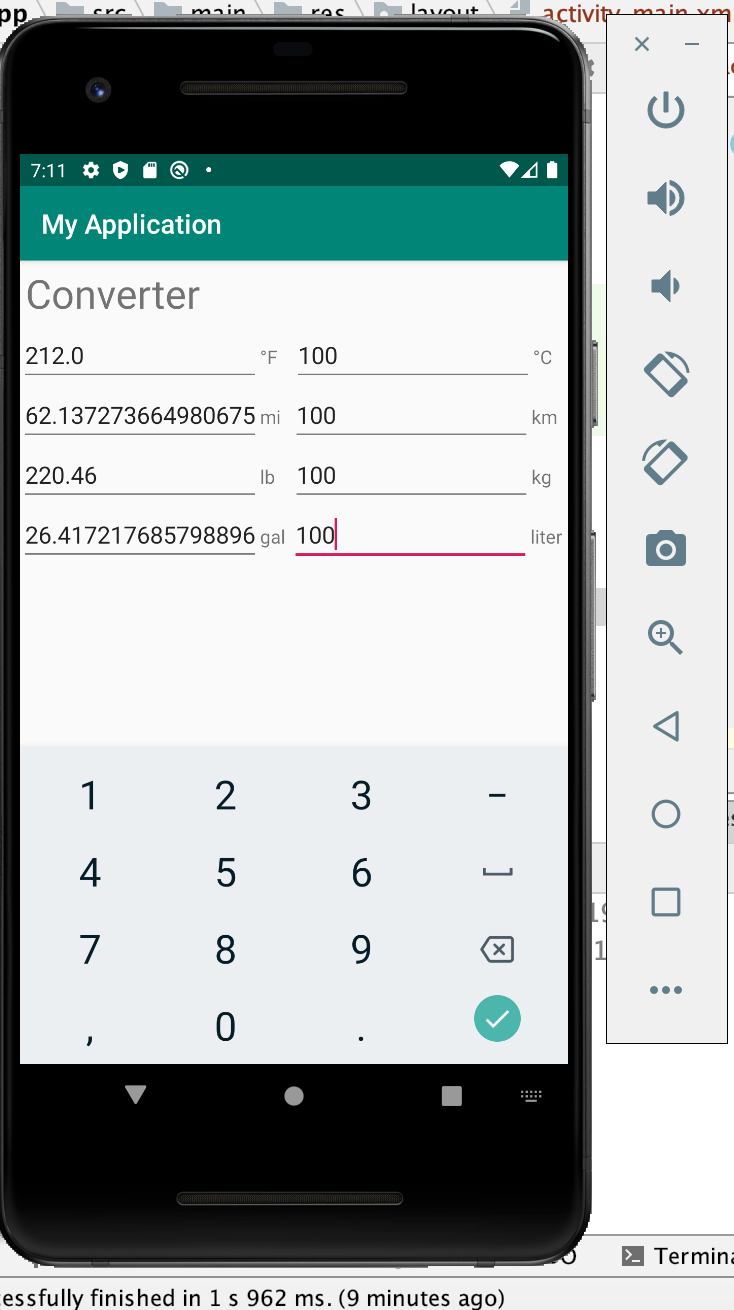 src main res layout activity_main.xm
7:11
My Application
Converter
212.0 °F 100 °C
62.137273664980675 mi 100 km
220.46 lb 100 kg
26.417217685798896 gal 100 liter
1 2 3 -
4 5 6
7 8 9
, 0 .
Termina
essfully finished in 1 s 962 ms. (9 minutes ago)